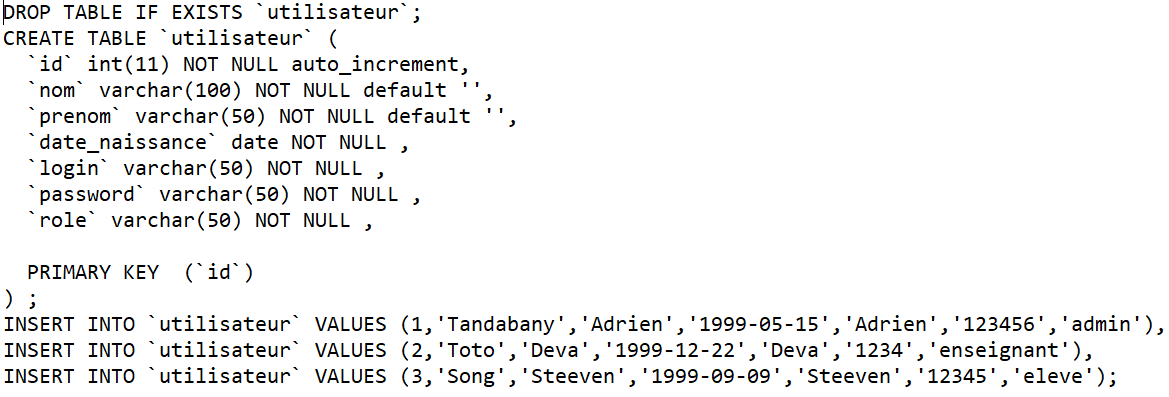 DROP TABLE IF EXISTS `utilisateur`;
CREATE TABLE `utilisateur` (
  `id` int(11) NOT NULL auto_increment,
  `nom` varchar(100) NOT NULL default '',
  `prenom` varchar(50) NOT NULL default '',
  `date_naissance` date NOT NULL ,
  `login` varchar(50) NOT NULL ,
  `password` varchar(50) NOT NULL ,
  `role` varchar(50) NOT NULL ,
  PRIMARY KEY  (`id`)
) ;
INSERT INTO `utilisateur` VALUES (1,'Tandabany','Adrien','1999-05-15','Adrien','123456','admin'),
INSERT INTO `utilisateur` VALUES (2,'Toto','Deva','1999-12-22','Deva','1234','enseignant'),
INSERT INTO `utilisateur` VALUES (3,'Song','Steeven','1999-09-09','Steeven','12345','eleve');